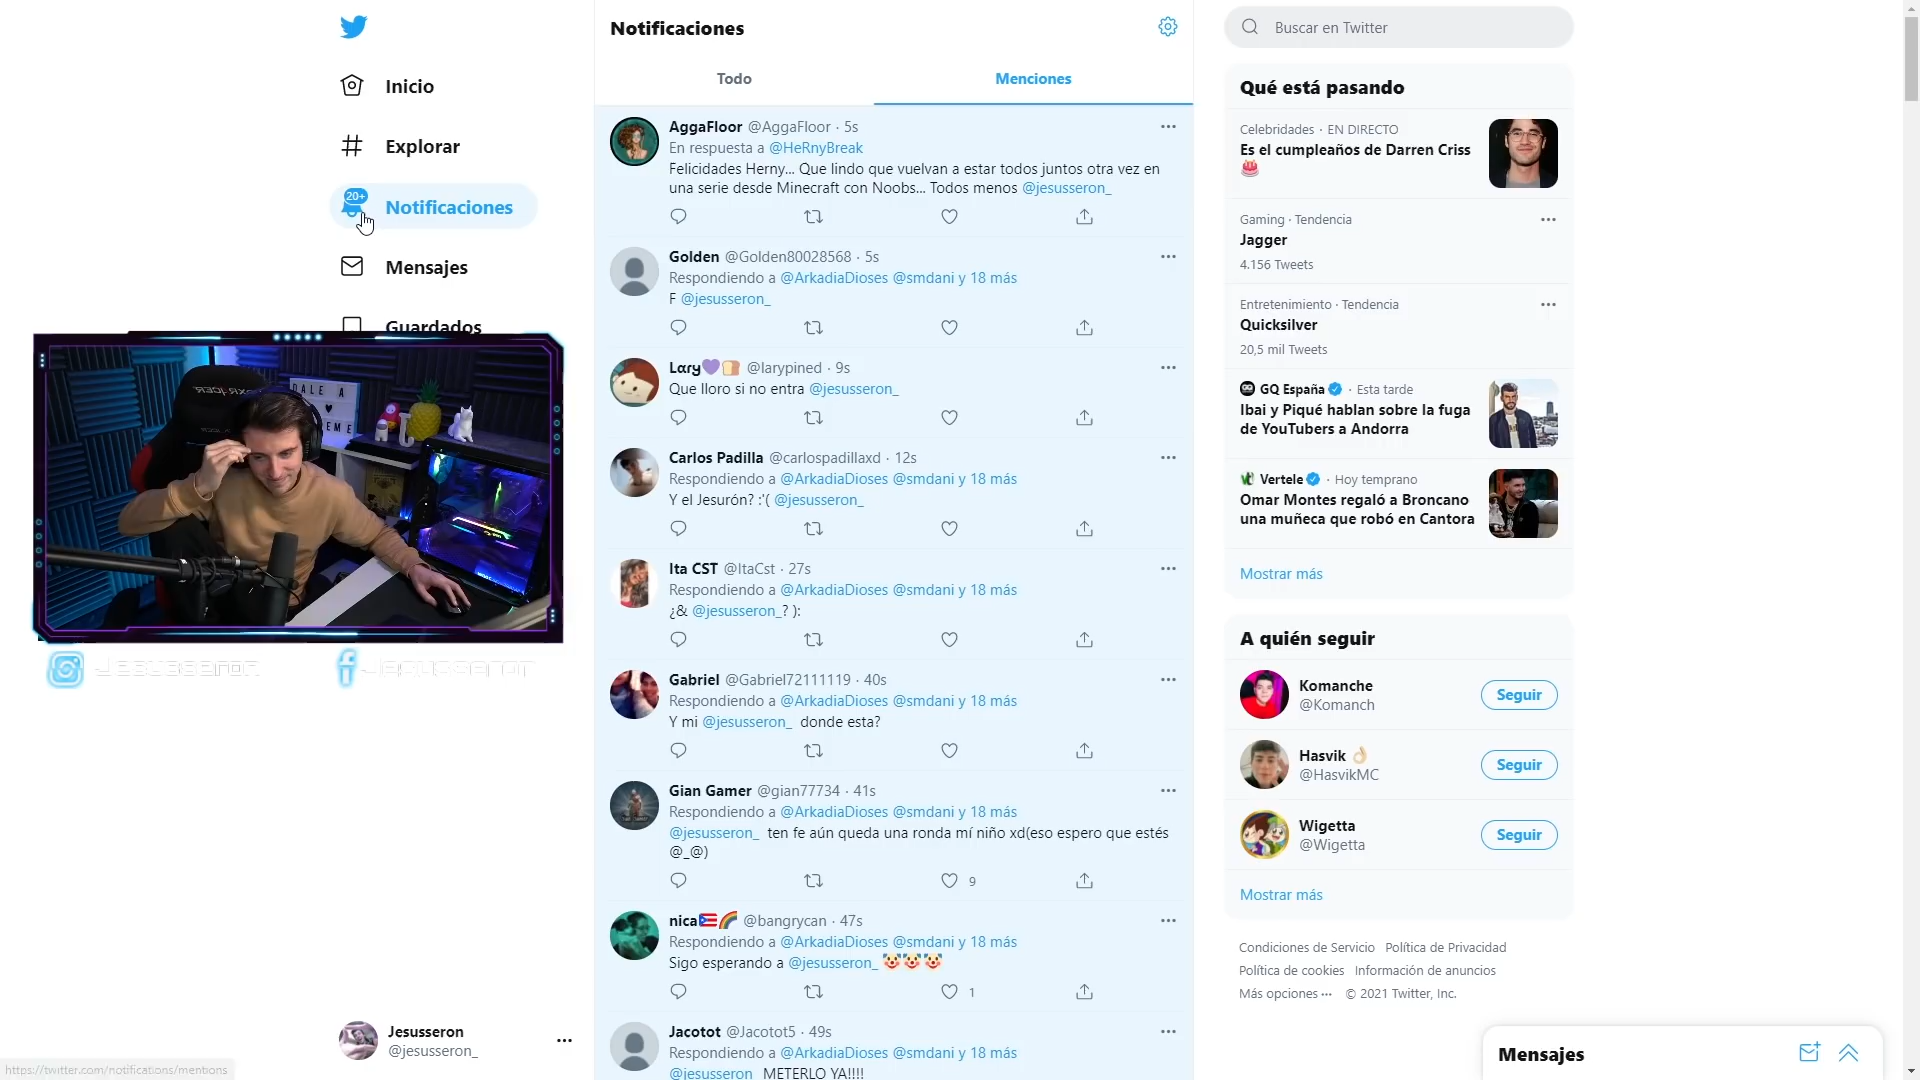 Inicio
Explorar
20+
Notificaciones
Mensajes
Guardados
DALE A
EME
Jesusseron
Jesusseron
Jesusseron
@jesusseron_
https://twitter.com/notifications/mentions
Notificaciones
Todo
Menciones
AggaFloor @AggaFloor · 5s
En respuesta a @HeRnyBreak
Felicidades Herny... Que lindo que vuelvan a estar todos juntos otra vez en
una serie desde Minecraft con Noobs... Todos menos @jesusseron_
Golden @Golden80028568 · 5s
Respondiendo a @ArkadiaDioses @smdani y 18 más
F @jesusseron_
Lαɾყ💜🍞 @larypined · 9s
Que lloro si no entra @jesusseron_
Carlos Padilla @carlospadillaxd · 12s
Respondiendo a @ArkadiaDioses @smdani y 18 más
Y el Jesurón? :'( @jesusseron_
Ita CST @ItaCst · 27s
Respondiendo a @ArkadiaDioses @smdani y 18 más
¿& @jesusseron_? ):
Gabriel @Gabriel72111119 · 40s
Respondiendo a @ArkadiaDioses @smdani y 18 más
Y mi @jesusseron_ donde esta?
Gian Gamer @gian77734 · 41s
Respondiendo a @ArkadiaDioses @smdani y 18 más
@jesusseron_ ten fe aún queda una ronda mí niño xd(eso espero que estés
@_@)
9
nica🇵🇷🌈 @bangrycan · 47s
Respondiendo a @ArkadiaDioses @smdani y 18 más
Sigo esperando a @jesusseron_ 🤡🤡🤡
1
Jacotot @Jacotot5 · 49s
Respondiendo a @ArkadiaDioses @smdani y 18 más
@jesusseron_ METERLO YA!!!!
Buscar en Twitter
Qué está pasando
Celebridades · EN DIRECTO
Es el cumpleaños de Darren Criss
🎂
Gaming · Tendencia
Jagger
4.156 Tweets
Entretenimiento · Tendencia
Quicksilver
20,5 mil Tweets
GQ España · Esta tarde
Ibai y Piqué hablan sobre la fuga
de YouTubers a Andorra
Vertele · Hoy temprano
Omar Montes regaló a Broncano
una muñeca que robó en Cantora
Mostrar más
A quién seguir
Komanche
@Komanch
Seguir
Hasvik 👌🏻
@HasvikMC
Seguir
Wigetta
@Wigetta
Seguir
Mostrar más
Condiciones de Servicio Política de Privacidad
Política de cookies Información de anuncios
Más opciones ··· © 2021 Twitter, Inc.
Mensajes